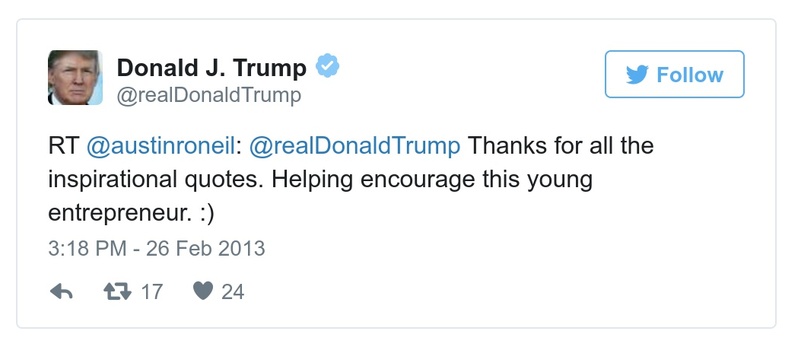 Donald J. Trump
@realDonaldTrump
Follow
RT @austinroneil: @realDonaldTrump Thanks for all the
inspirational quotes. Helping encourage this young
entrepreneur. :)
3:18 PM - 26 Feb 2013
17 24